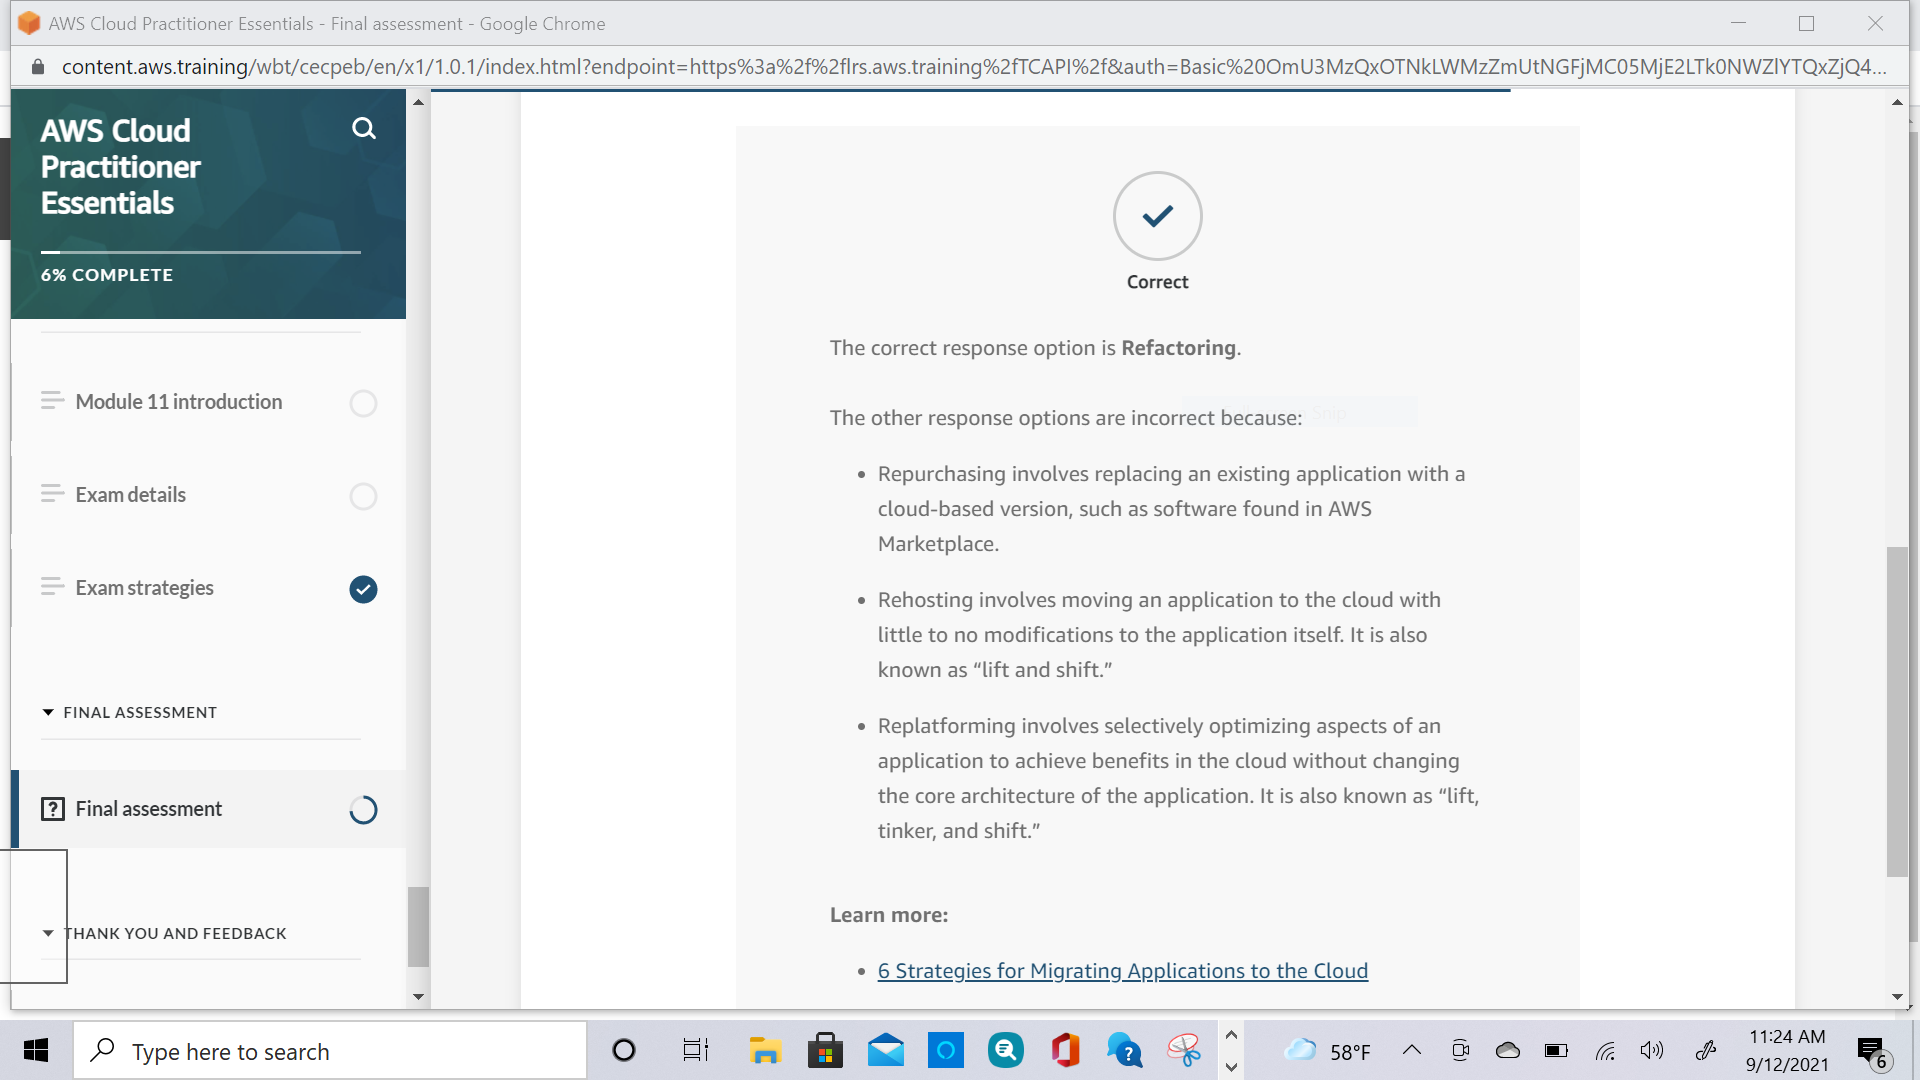 AWS Cloud Practitioner Essentials - Final assessment - Google Chrome
content.aws.training/wbt/cecpeb/en/x1/1.0.1/index.html?endpoint=https%3a%2f%2flrs.aws.training%2fTCAPI%2f&auth=Basic%20OmU3MzQxOTNkLWMzZmUtNGFjMC05MjE2LTk0NWZlYTQxZjQ4...
AWS Cloud
Practitioner
Essentials
6% COMPLETE
Module 11 introduction
Exam details
Exam strategies
FINAL ASSESSMENT
Final assessment
THANK YOU AND FEEDBACK
Correct
The correct response option is Refactoring.
The other response options are incorrect because:
• Repurchasing involves replacing an existing application with a
cloud-based version, such as software found in AWS
Marketplace.
• Rehosting involves moving an application to the cloud with
little to no modifications to the application itself. It is also
known as “lift and shift.”
• Replatforming involves selectively optimizing aspects of an
application to achieve benefits in the cloud without changing
the core architecture of the application. It is also known as “lift,
tinker, and shift.”
Learn more:
• 6 Strategies for Migrating Applications to the Cloud
Type here to search
58°F
11:24 AM
9/12/2021
6